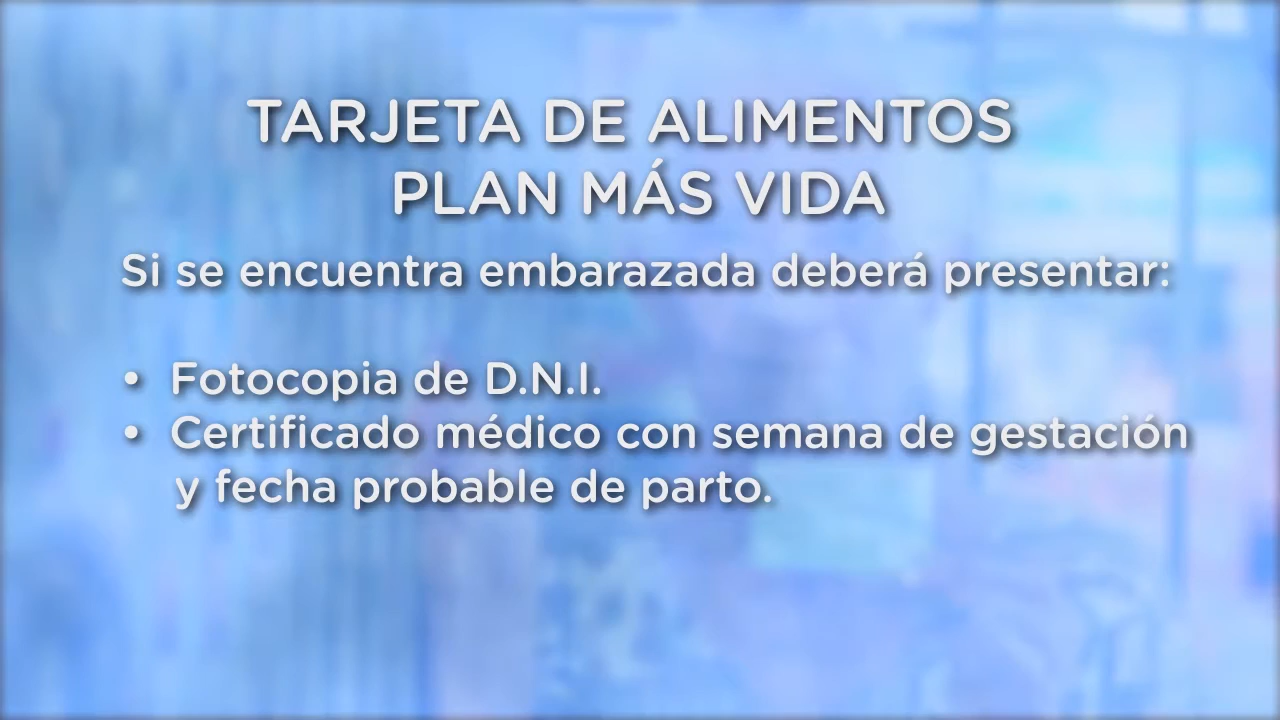 TARJETA DE ALIMENTOS
PLAN MÁS VIDA
Si se encuentra embarazada deberá presentar:
• Fotocopia de D.N.I.
• Certificado médico con semana de gestación
y fecha probable de parto.